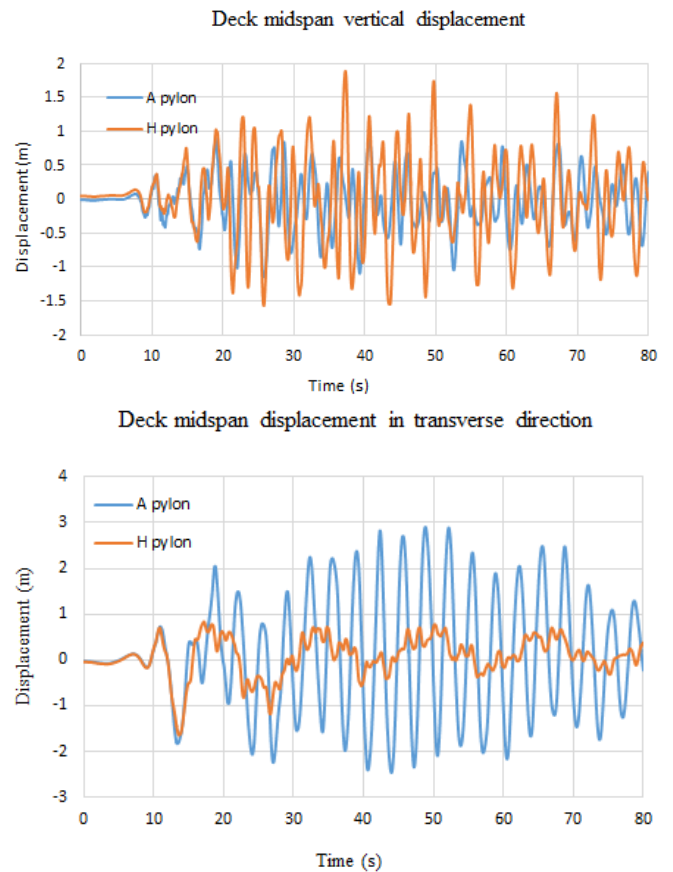 Deck midspan vertical displacement
2
1.5
1
0.5
0
-0.5
-1
-1.5
-2
Displacement (m)
A pylon
H pylon
0 10 20 30 40 50 60 70 80
Time (s)
Deck midspan displacement in transverse direction
4
3
2
1
0
-1
-2
-3
Displacement (m)
A pylon
H pylon
0 10 20 30 40 50 60 70 80
Time (s)